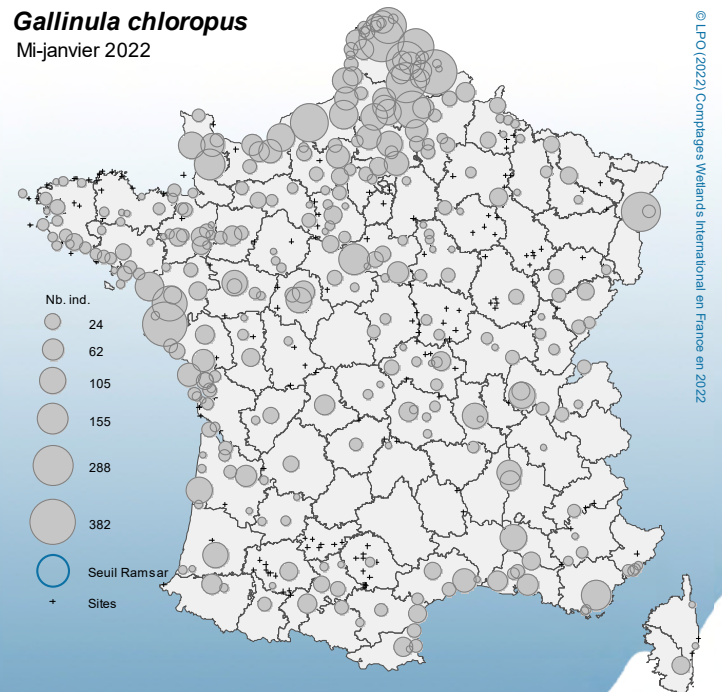 Gallinula chloropus
Mi-janvier 2022
© LPO (2022) Comptages Wetlands International en France en 2022
Nb. ind.
24
62
105
155
288
382
Seuil Ramsar
Sites